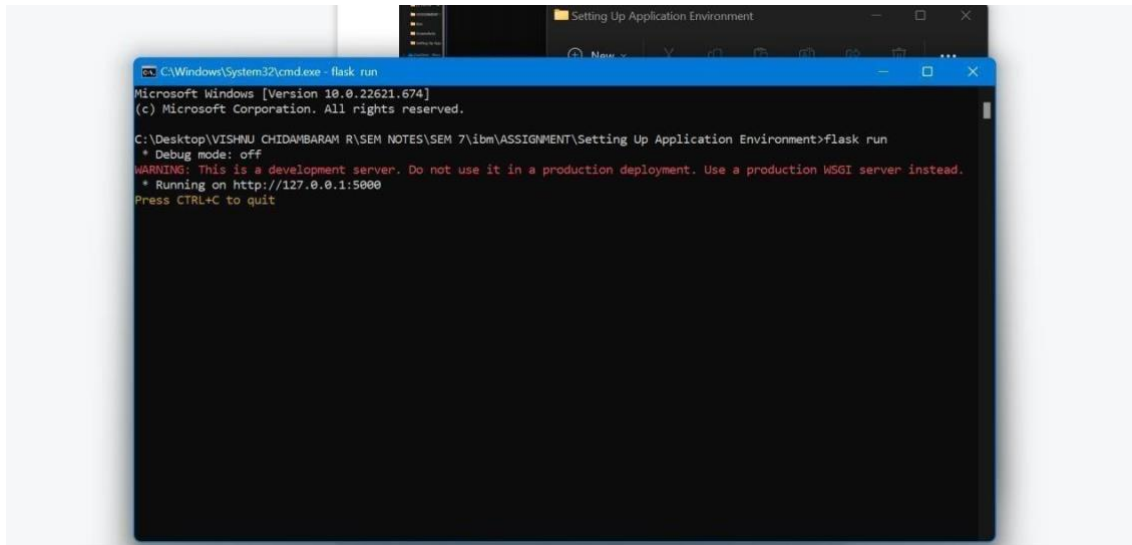 Setting Up Application Environment
New
C:\Windows\System32\cmd.exe - flask run
Microsoft Windows [Version 10.0.22621.674]
(c) Microsoft Corporation. All rights reserved.
C:\Desktop\VISHNU CHIDAMBARAM R\SEM NOTES\SEM 7\ibm\ASSIGNMENT\Setting Up Application Environment>flask run
* Debug mode: off
WARNING: This is a development server. Do not use it in a production deployment. Use a production WSGI server instead.
* Running on http://127.0.0.1:5000
Press CTRL+C to quit